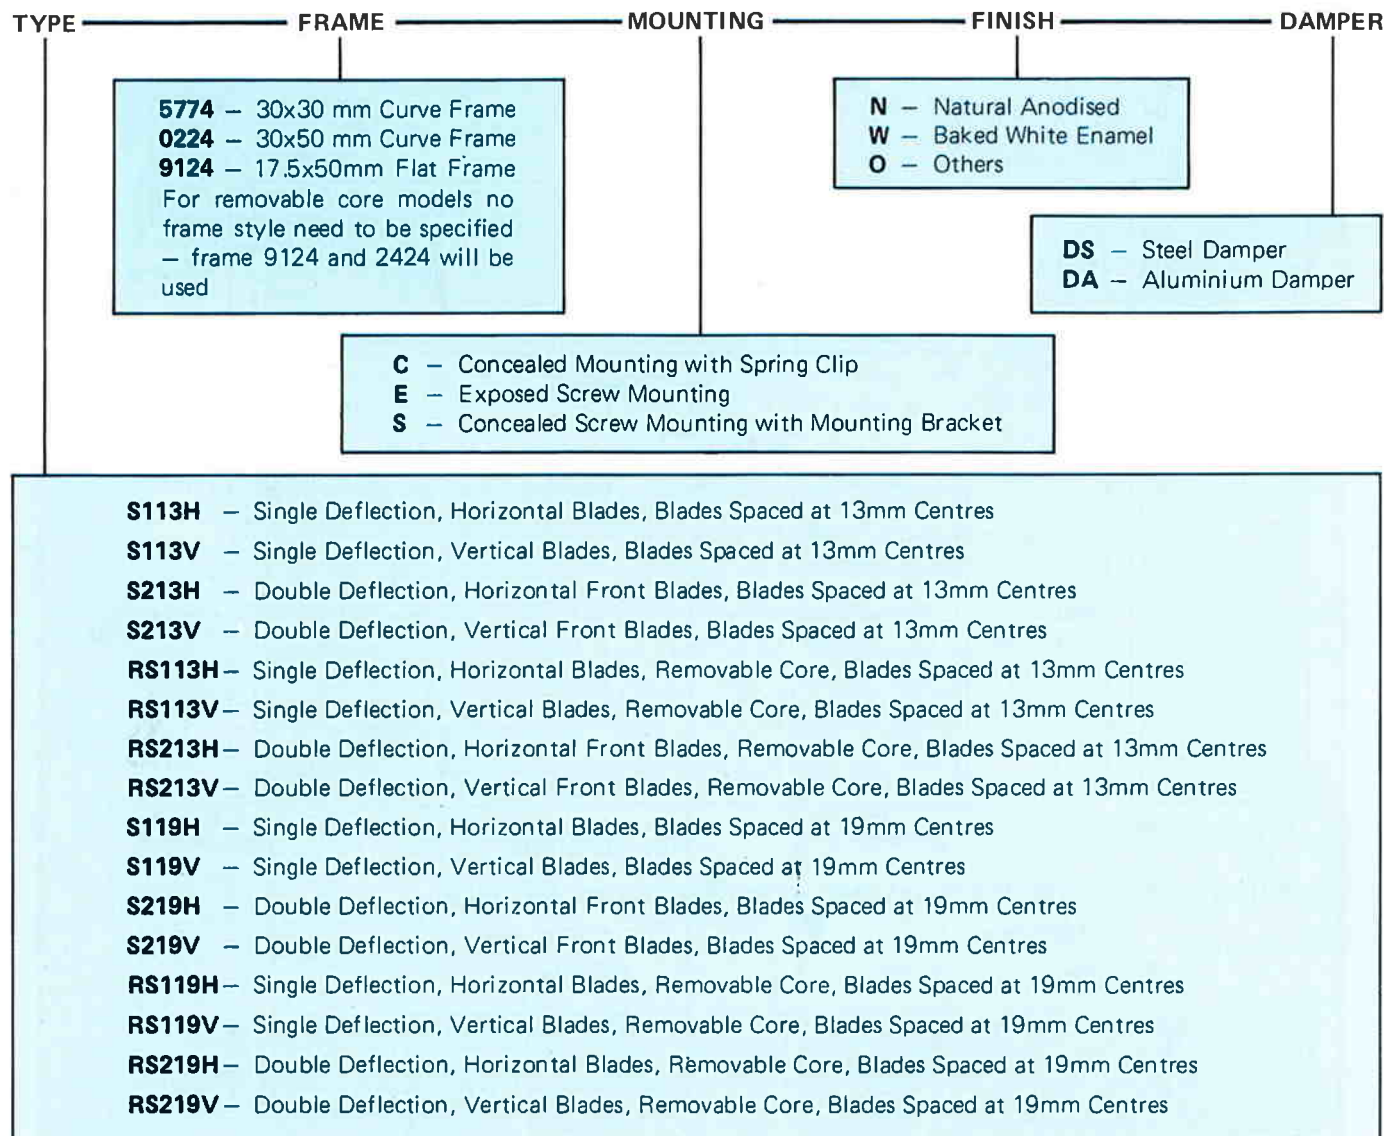 TYPE FRAME MOUNTING FINISH DAMPER
5774 – 30x30 mm Curve Frame
0224 – 30x50 mm Curve Frame
9124 – 17.5x50mm Flat Frame
For removable core models no
frame style need to be specified
– frame 9124 and 2424 will be
used
N – Natural Anodised
W – Baked White Enamel
O – Others
DS – Steel Damper
DA – Aluminium Damper
C – Concealed Mounting with Spring Clip
E – Exposed Screw Mounting
S – Concealed Screw Mounting with Mounting Bracket
S113H – Single Deflection, Horizontal Blades, Blades Spaced at 13mm Centres
S113V – Single Deflection, Vertical Blades, Blades Spaced at 13mm Centres
S213H – Double Deflection, Horizontal Front Blades, Blades Spaced at 13mm Centres
S213V – Double Deflection, Vertical Front Blades, Blades Spaced at 13mm Centres
RS113H – Single Deflection, Horizontal Blades, Removable Core, Blades Spaced at 13mm Centres
RS113V – Single Deflection, Vertical Blades, Removable Core, Blades Spaced at 13mm Centres
RS213H – Double Deflection, Horizontal Front Blades, Removable Core, Blades Spaced at 13mm Centres
RS213V – Double Deflection, Vertical Front Blades, Removable Core, Blades Spaced at 13mm Centres
S119H – Single Deflection, Horizontal Blades, Blades Spaced at 19mm Centres
S119V – Single Deflection, Vertical Blades, Blades Spaced at 19mm Centres
S219H – Double Deflection, Horizontal Front Blades, Blades Spaced at 19mm Centres
S219V – Double Deflection, Vertical Front Blades, Blades Spaced at 19mm Centres
RS119H – Single Deflection, Horizontal Blades, Removable Core, Blades Spaced at 19mm Centres
RS119V – Single Deflection, Vertical Blades, Removable Core, Blades Spaced at 19mm Centres
RS219H – Double Deflection, Horizontal Blades, Removable Core, Blades Spaced at 19mm Centres
RS219V – Double Deflection, Vertical Blades, Removable Core, Blades Spaced at 19mm Centres